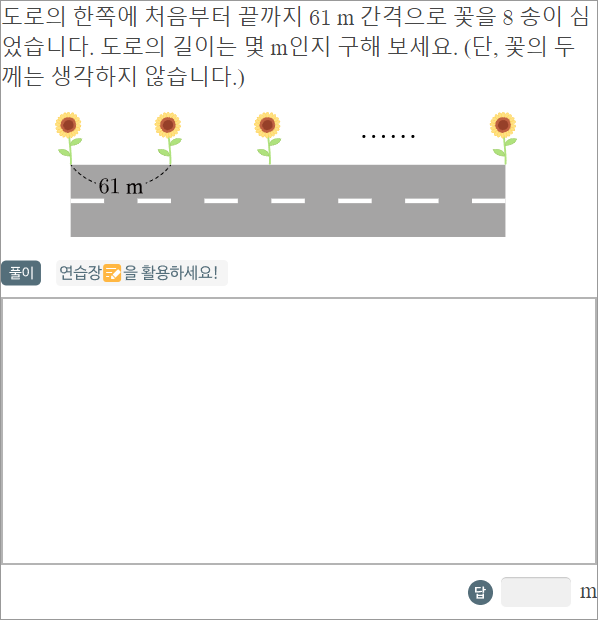 도로의 한쪽에 처음부터 끝까지 61 m 간격으로 꽃을 8 송이 심
었습니다. 도로의 길이는 몇 m인지 구해 보세요. (단, 꽃의 두
께는 생각하지 않습니다.)
……
61 m
풀이 연습장을 활용하세요!
답 m